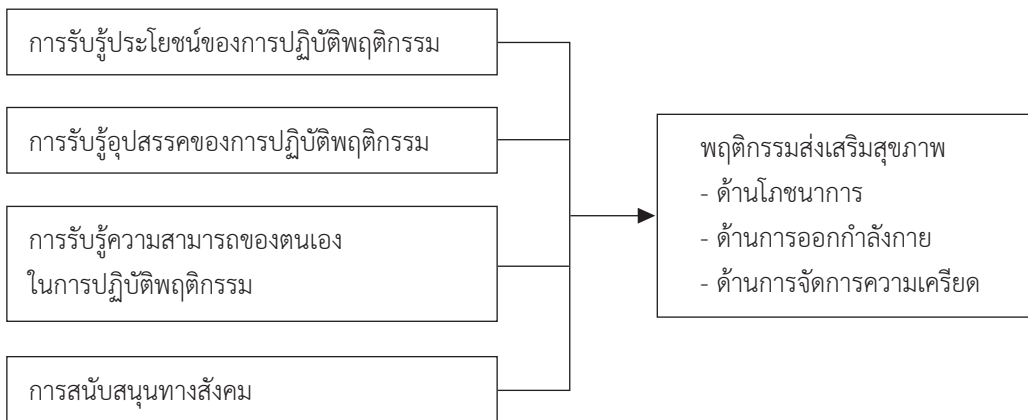 การรับรู้ประโยชน์ของการปฏิบัติพฤติกรรม
การรับรู้อุปสรรคของการปฏิบัติพฤติกรรม
การรับรู้ความสามารถของตนเอง
ในการปฏิบัติพฤติกรรม
การสนับสนุนทางสังคม
พฤติกรรมส่งเสริมสุขภาพ
- ด้านโภชนาการ
- ด้านการออกกำลังกาย
- ด้านการจัดการความเครียด